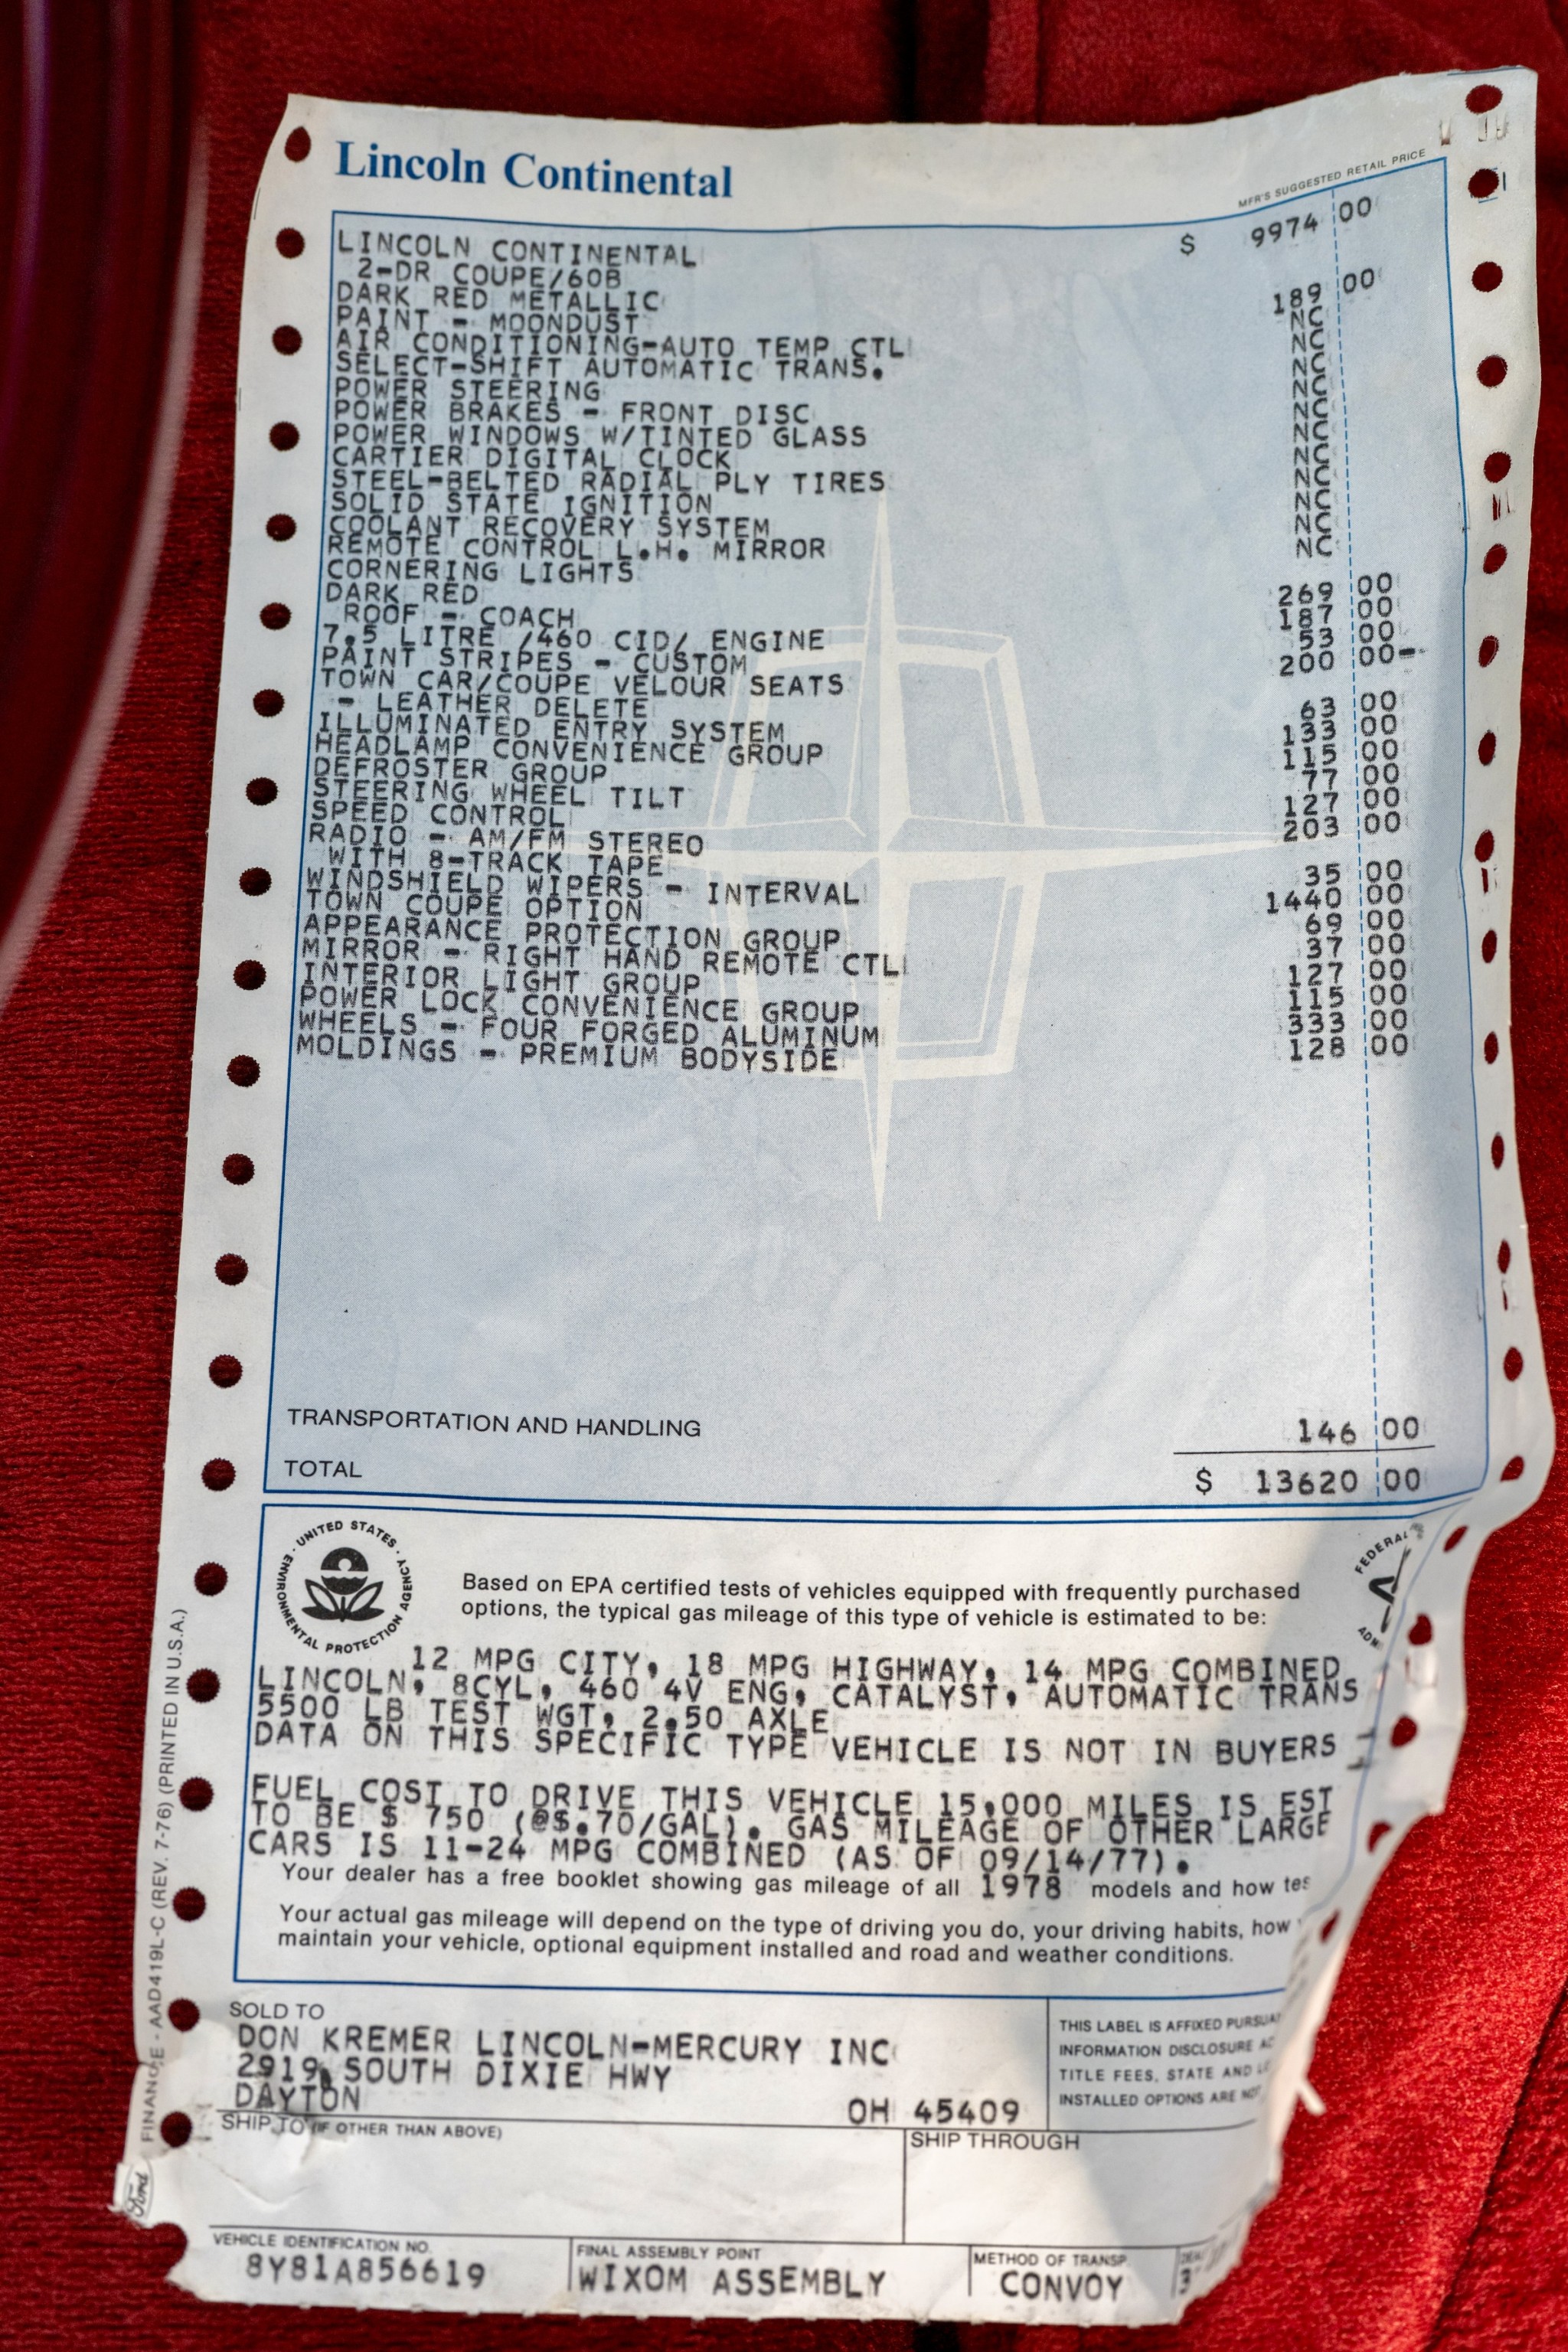 Lincoln Continental
MFR'S SUGGESTED RETAIL PRICE
LINCOLN CONTINENTAL $ 9974 00
2-DR COUPE/60B
DARK RED METALLIC
PAINT - MOONDUST 189 00
AIR CONDITIONING-AUTO TEMP CTL NC
SELECT-SHIFT AUTOMATIC TRANS. NC
POWER STEERING NC
POWER BRAKES - FRONT DISC NC
POWER WINDOWS W/TINTED GLASS NC
CARTIER DIGITAL CLOCK NC
STEEL-BELTED RADIAL PLY TIRES NC
SOLID STATE IGNITION NC
COOLANT RECOVERY SYSTEM NC
REMOTE CONTROL L.H. MIRROR NC
CORNERING LIGHTS NC
DARK RED
ROOF - COACH 269 00
7.5 LITRE /460 CID/ ENGINE 187 00
PAINT STRIPES - CUSTOM 53 00
TOWN CAR/COUPE VELOUR SEATS 200 00-
- LEATHER DELETE
ILLUMINATED ENTRY SYSTEM 63 00
HEADLAMP CONVENIENCE GROUP 133 00
DEFROSTER GROUP 115 00
STEERING WHEEL TILT 77 00
SPEED CONTROL 127 00
RADIO - AM/FM STEREO 203 00
WITH 8-TRACK TAPE
WINDSHIELD WIPERS - INTERVAL 35 00
TOWN COUPE OPTION 1440 00
APPEARANCE PROTECTION GROUP 69 00
MIRROR - RIGHT HAND REMOTE CTL 37 00
INTERIOR LIGHT GROUP 127 00
POWER LOCK CONVENIENCE GROUP 115 00
WHEELS - FOUR FORGED ALUMINUM 333 00
MOLDINGS - PREMIUM BODYSIDE 128 00
TRANSPORTATION AND HANDLING 146 00
TOTAL $ 13620 00
UNITED STATES · ENVIRONMENTAL PROTECTION AGENCY ·
FEDERAL
Based on EPA certified tests of vehicles equipped with frequently purchased
options, the typical gas mileage of this type of vehicle is estimated to be:
12 MPG CITY, 18 MPG HIGHWAY, 14 MPG COMBINED
LINCOLN, 8CYL, 460 4V ENG, CATALYST, AUTOMATIC TRANS
5500 LB TEST WGT, 2.50 AXLE
DATA ON THIS SPECIFIC TYPE VEHICLE IS NOT IN BUYERS
FUEL COST TO DRIVE THIS VEHICLE 15,000 MILES IS EST
TO BE $ 750 (@$.70/GAL). GAS MILEAGE OF OTHER LARGE
CARS IS 11-24 MPG COMBINED (AS OF 09/14/77).
Your dealer has a free booklet showing gas mileage of all 1978 models and how
Your actual gas mileage will depend on the type of driving you do, your driving habits, how
maintain your vehicle, optional equipment installed and road and weather conditions.
SOLD TO
DON KREMER LINCOLN-MERCURY INC
2919 SOUTH DIXIE HWY
DAYTON OH 45409
THIS LABEL IS AFFIXED
INFORMATION DISCLOSURE
TITLE FEES, STATE AND
INSTALLED OPTIONS ARE
SHIP TO (IF OTHER THAN ABOVE)
SHIP THROUGH
VEHICLE IDENTIFICATION NO.
8Y81A856619
FINAL ASSEMBLY POINT
WIXOM ASSEMBLY
METHOD OF TRANSP.
CONVOY
FINANCE - AAD419L-C (REV. 7-76) (PRINTED IN U.S.A.)
Ford